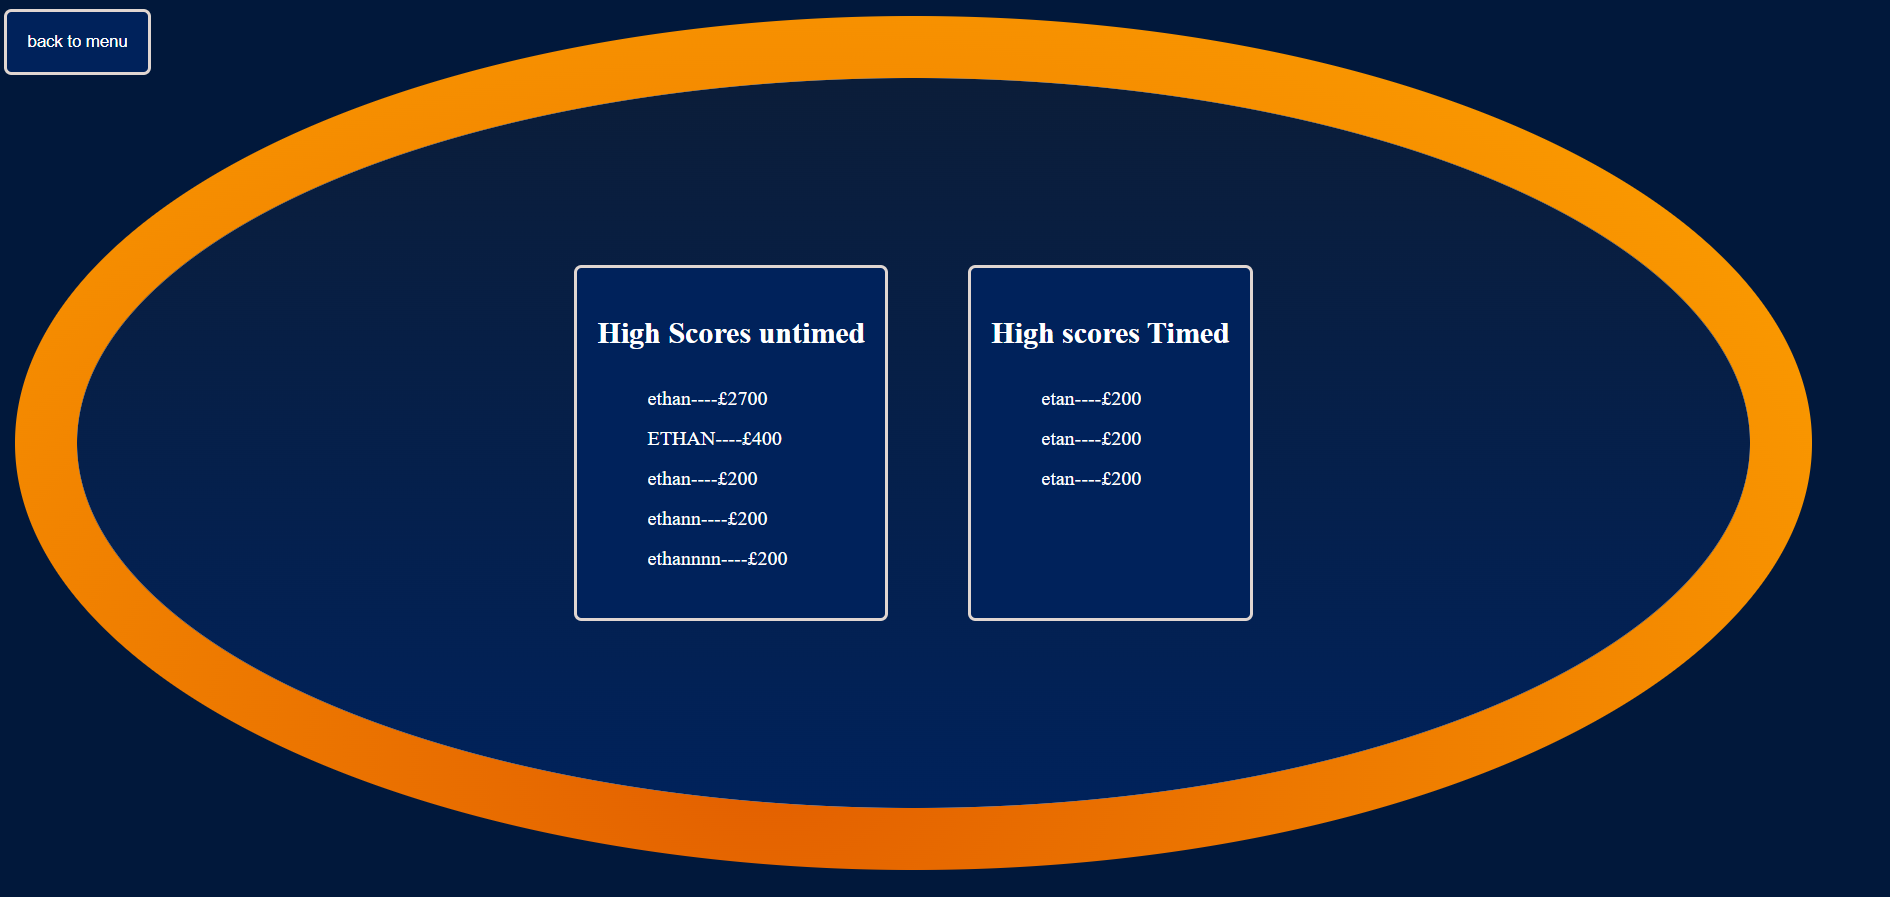 back to menu
High Scores untimed
ethan----£2700
ETHAN----£400
ethan----£200
ethann----£200
ethannnn----£200
High scores Timed
etan----£200
etan----£200
etan----£200